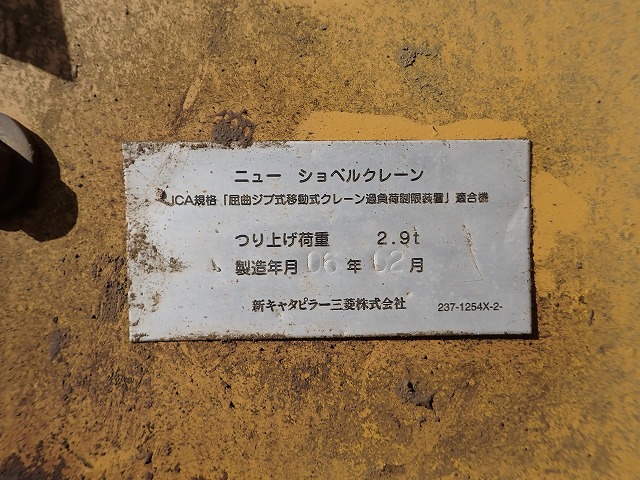 ニュー ショベルクレーン
JCA規格「屈曲ジブ式移動式クレーン過負荷制限装置」適合機
つり上げ荷重 2.9t
製造年月 06 年 02 月
新キャタピラー三菱株式会社 237-1254X-2-